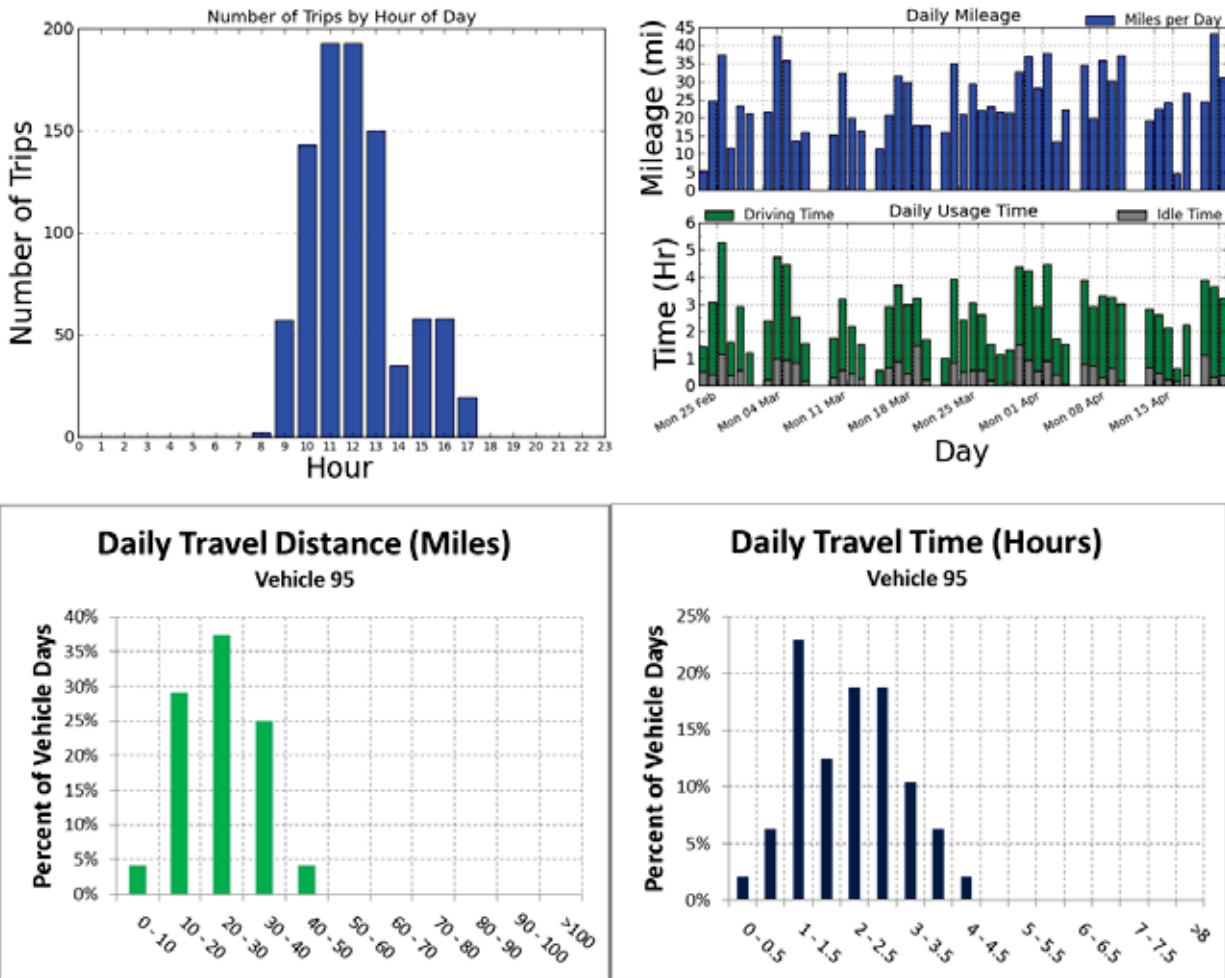 Number of Trips by Hour of Day
Number of Trips
200
150
100
50
0
0 1 2 3 4 5 6 7 8 9 10 11 12 13 14 15 16 17 18 19 20 21 22 23
Hour
Daily Mileage
Miles per Day
Mileage (mi)
45
40
35
30
25
20
15
10
5
0
Driving Time
Daily Usage Time
Idle Time
Time (Hr)
6
5
4
3
2
1
0
Mon 25 Feb
Mon 04 Mar
Mon 11 Mar
Mon 18 Mar
Mon 25 Mar
Mon 01 Apr
Mon 08 Apr
Mon 15 Apr
Day
Daily Travel Distance (Miles)
Vehicle 95
Percent of Vehicle Days
40%
35%
30%
25%
20%
15%
10%
5%
0%
0 - 10
10 - 20
20 - 30
30 - 40
40 - 50
50 - 60
60 - 70
70 - 80
80 - 90
90 - 100
>100
Daily Travel Time (Hours)
Vehicle 95
Percent of Vehicle Days
25%
20%
15%
10%
5%
0%
0 - 0.5
1 - 1.5
2 - 2.5
3 - 3.5
4 - 4.5
5 - 5.5
6 - 6.5
7 - 7.5
>8